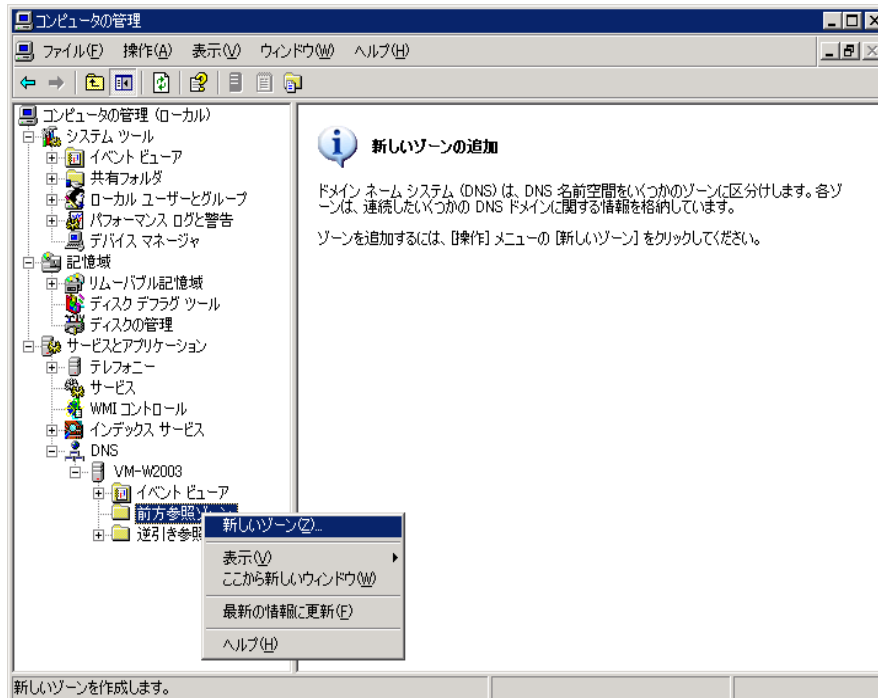 コンピュータの管理
ファイル(F) 操作(A) 表示(V) ウィンドウ(W) ヘルプ(H)
コンピュータの管理 (ローカル)
システム ツール
イベント ビューア
共有フォルダ
ローカル ユーザーとグループ
パフォーマンス ログと警告
デバイス マネージャ
記憶域
リムーバブル記憶域
ディスク デフラグ ツール
ディスクの管理
サービスとアプリケーション
テレフォニー
サービス
WMI コントロール
インデックス サービス
DNS
VM-W2003
イベント ビューア
前方参照ゾーン
逆引き参照
新しいゾーン(Z)...
表示(V)
ここから新しいウィンドウ(W)
最新の情報に更新(F)
ヘルプ(H)
新しいゾーンの追加
ドメイン ネーム システム (DNS) は、DNS 名前空間をいくつかのゾーンに区分けします。各ゾ
ーンは、連続したいくつかの DNS ドメインに関する情報を格納しています。
ゾーンを追加するには、[操作] メニューの [新しいゾーン] をクリックしてください。
新しいゾーンを作成します。